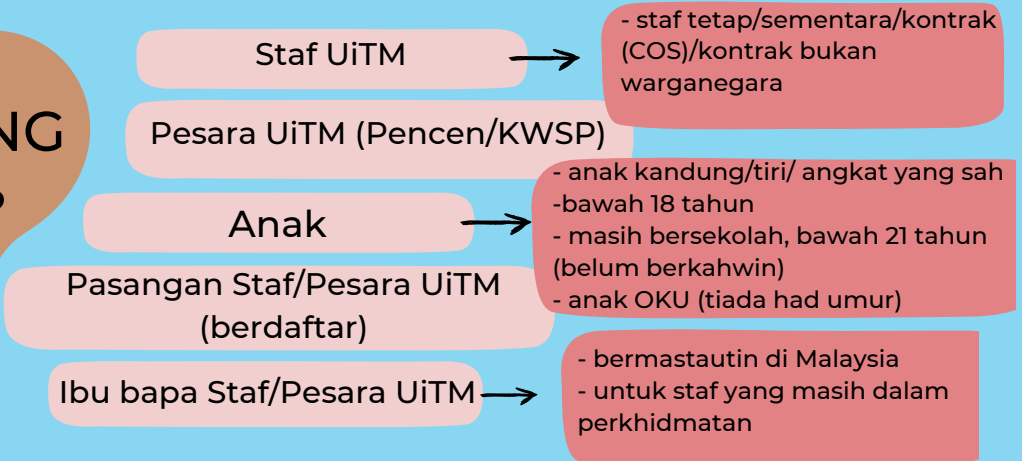 NG
?
Staf UiTM
- staf tetap/sementara/kontrak
(COS)/kontrak bukan
warganegara
Pesara UiTM (Pencen/KWSP)
Anak
- anak kandung/tiri/ angkat yang sah
-bawah 18 tahun
- masih bersekolah, bawah 21 tahun
(belum berkahwin)
- anak OKU (tiada had umur)
Pasangan Staf/Pesara UiTM
(berdaftar)
Ibu bapa Staf/Pesara UiTM
- bermastautin di Malaysia
- untuk staf yang masih dalam
perkhidmatan